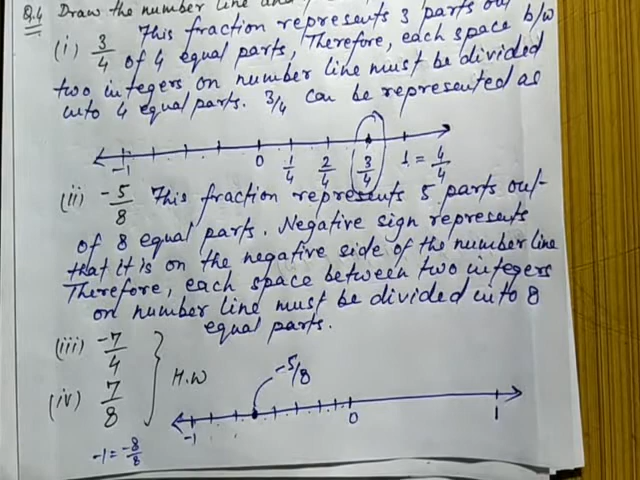 Q.4 Draw the number line and
(i) 3/4 This fraction represents 3 parts out
of 4 equal parts, Therefore, each space b/w
two integers on number line must be divided
into 4 equal parts. 3/4 can be represented as
-1 0 1/4 2/4 3/4 1 = 4/4
(ii) -5/8 This fraction represents 5 parts out-
of 8 equal parts. Negative sign represents
that it is on the negative side of the number line
Therefore, each space between two integers
on number line must be divided into 8
equal parts.
(iii) -7/4
(iv) 7/8
H.W
-5/8
-1 0 1
-1 = -8/8